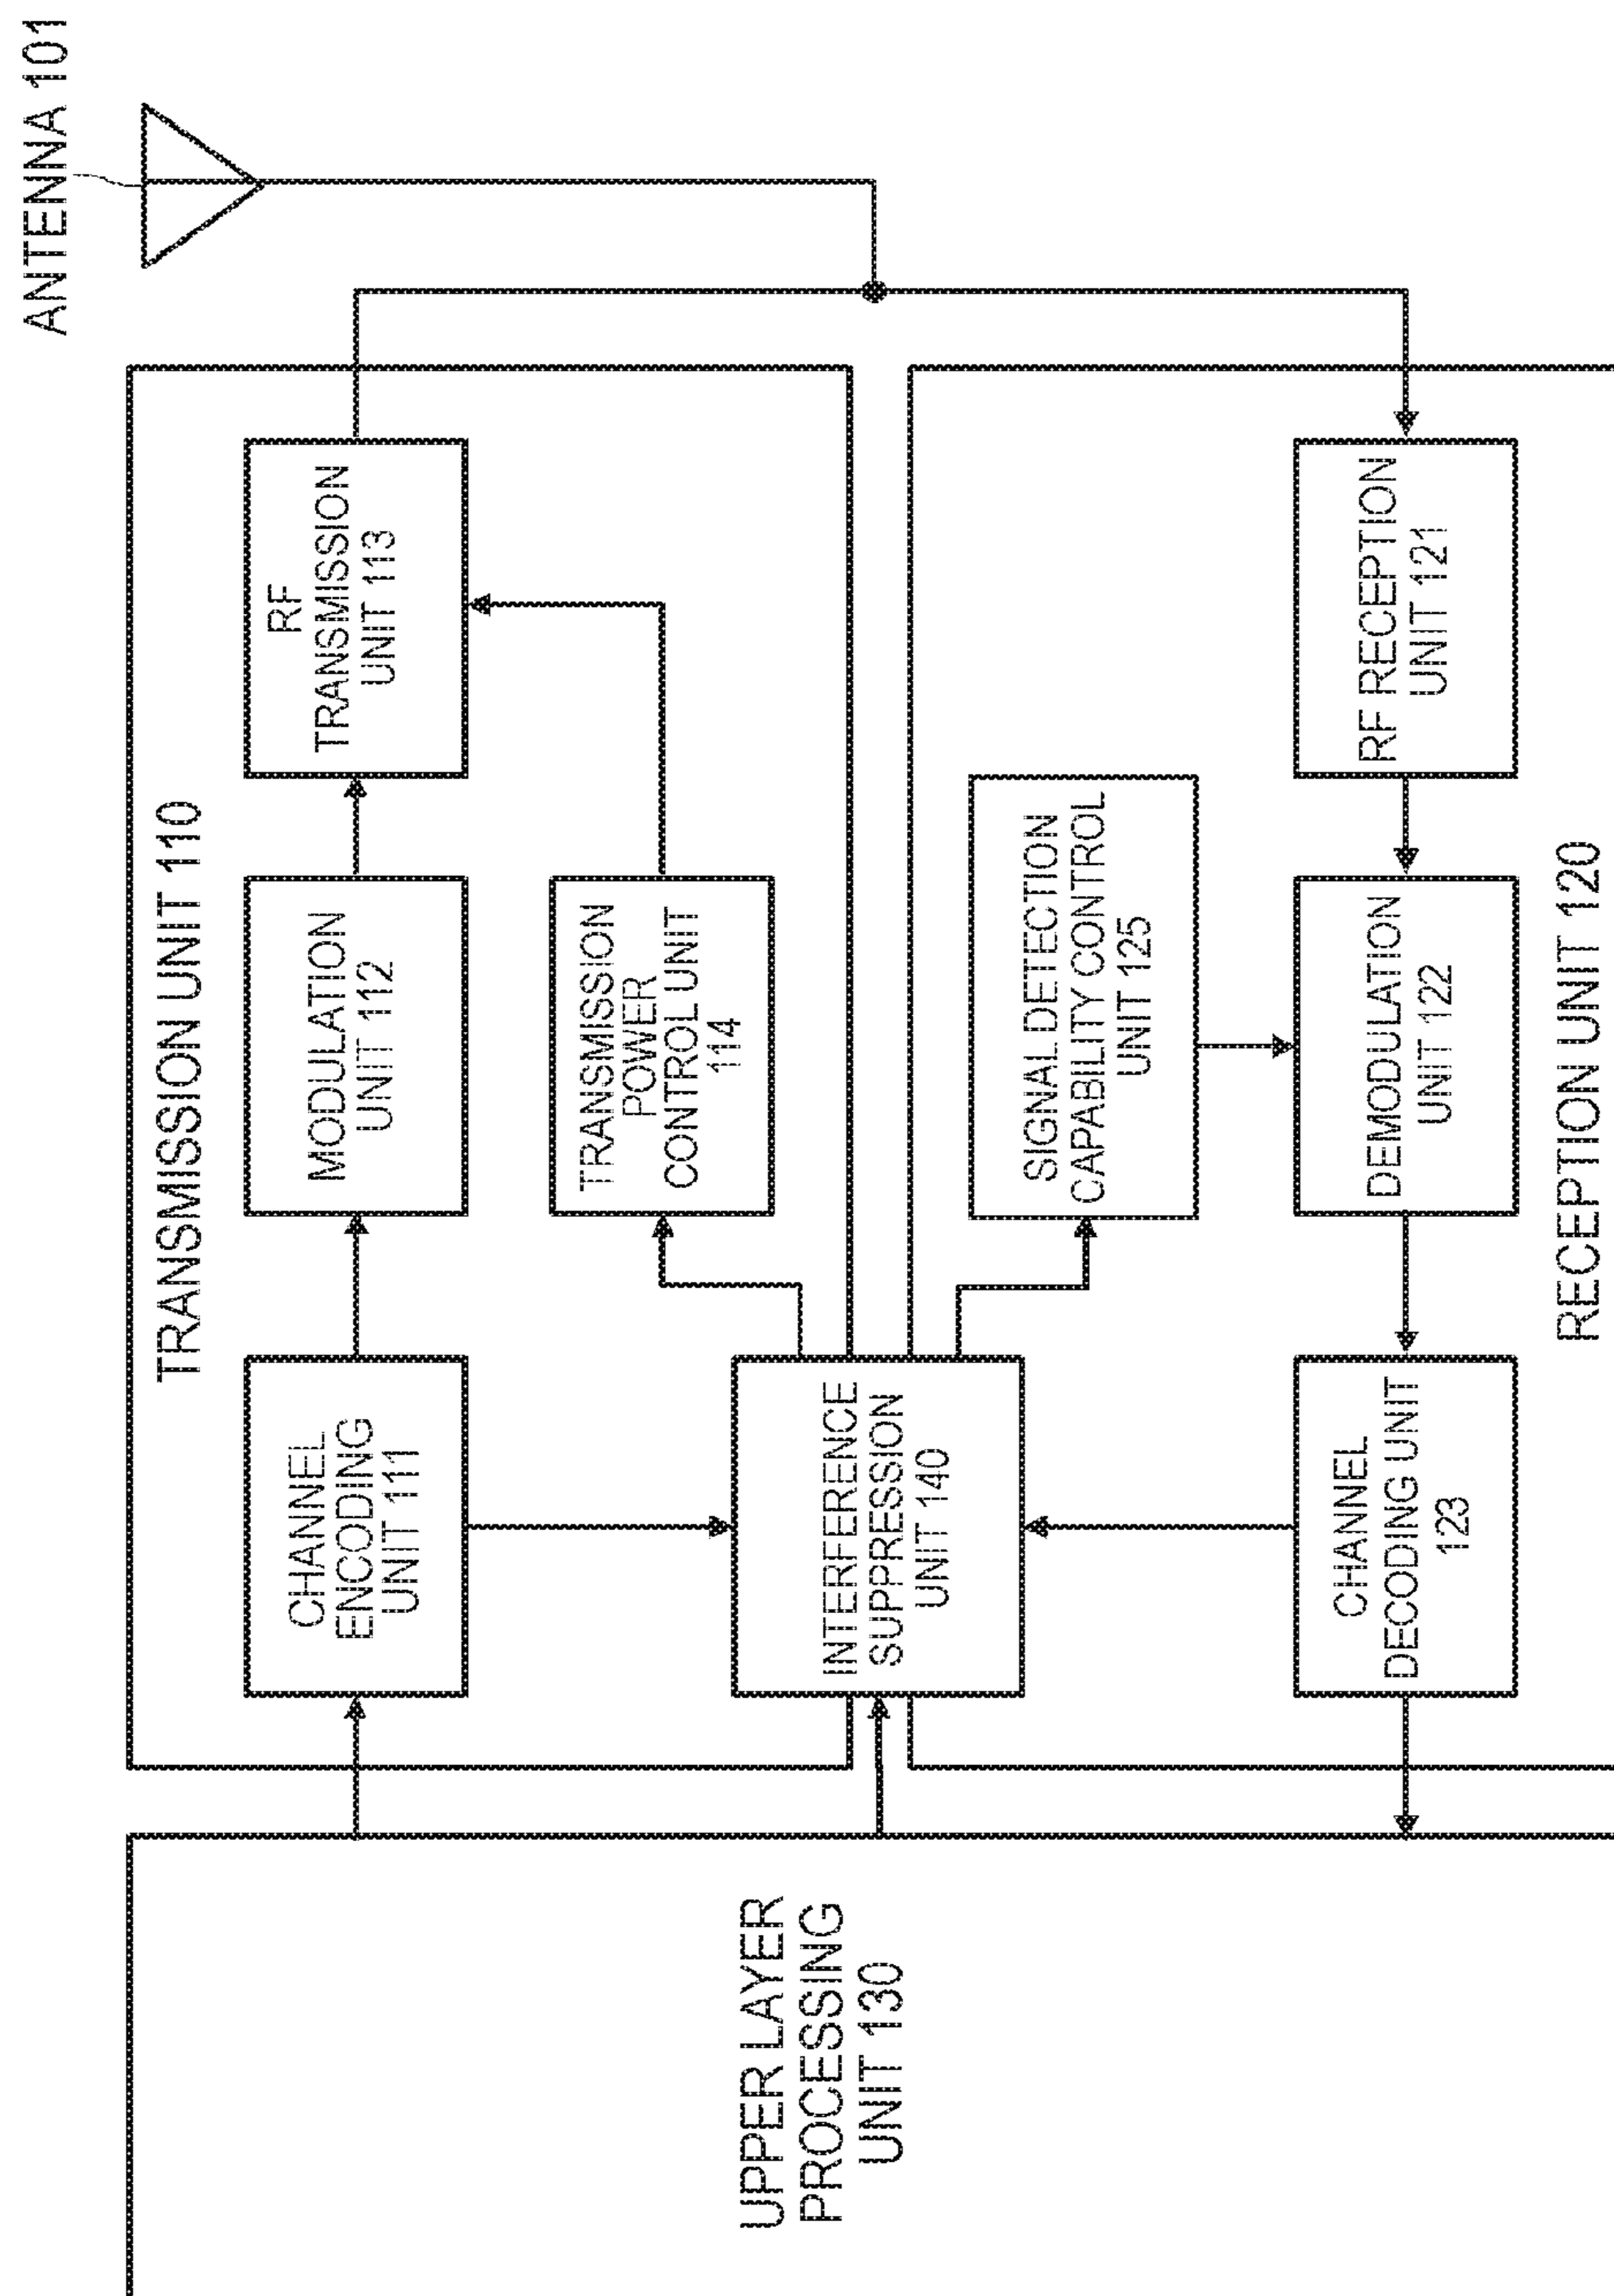 ANTENNA 101
TRANSMISSION UNIT 110
CHANNEL
ENCODING
UNIT 111
MODULATION
UNIT 112
RF
TRANSMISSION
UNIT 113
TRANSMISSION
POWER
CONTROL UNIT
114
UPPER LAYER
PROCESSING
UNIT 130
INTERFERENCE
SUPPRESSION
UNIT 140
SIGNAL DETECTION
CAPABILITY CONTROL
UNIT 125
CHANNEL
DECODING UNIT
123
DEMODULATION
UNIT 122
RF RECEPTION
UNIT 121
RECEPTION UNIT 120